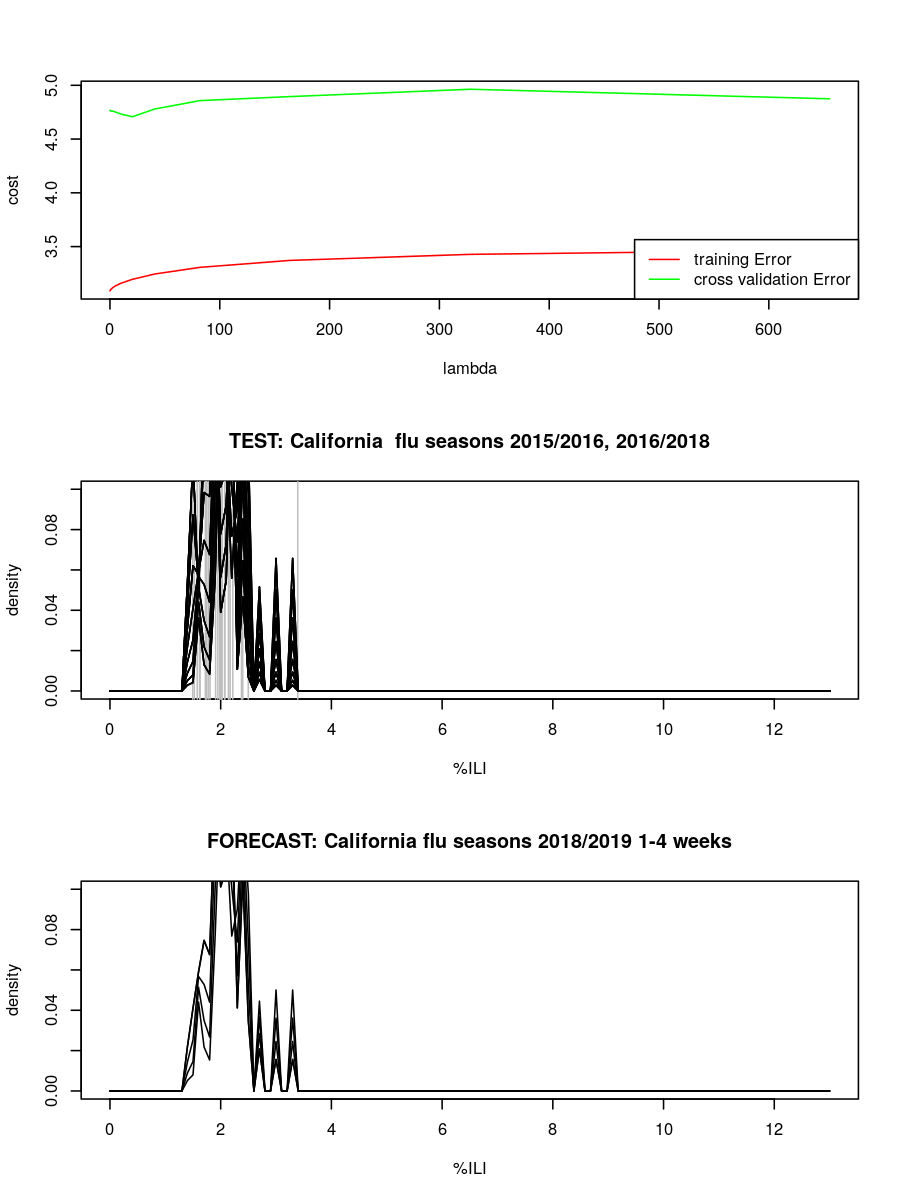 5.0
4.5
4.0
3.5
cost
training Error
cross validation Error
0 100 200 300 400 500 600
lambda
TEST: California  flu seasons 2015/2016, 2016/2018
0.08
0.04
0.00
density
0 2 4 6 8 10 12
%ILI
FORECAST: California flu seasons 2018/2019 1-4 weeks
0.08
0.04
0.00
density
0 2 4 6 8 10 12
%ILI